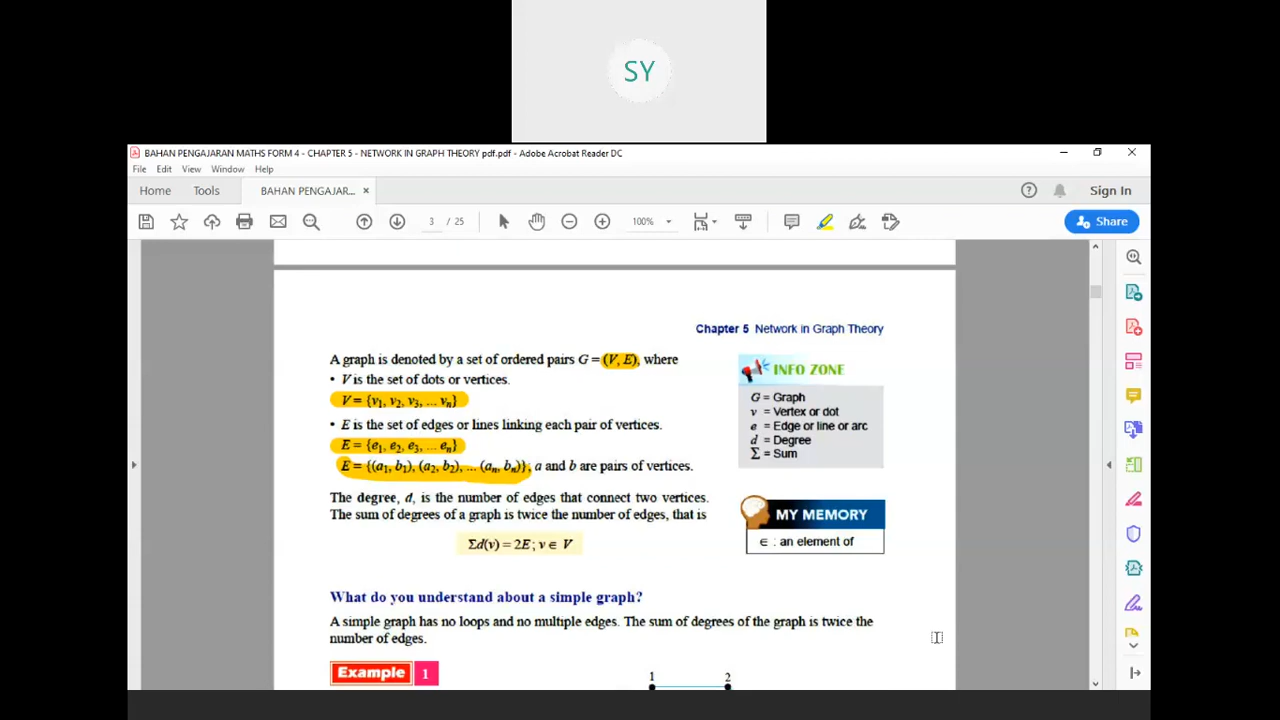 SY
BAHAN PENGAJARAN MATHS FORM 4 - CHAPTER 5 - NETWORK IN GRAPH THEORY pdf.pdf - Adobe Acrobat Reader DC
File Edit View Window Help
Home Tools BAHAN PENGAJAR... × Sign In
3 / 25 100% Share
Chapter 5 Network in Graph Theory
A graph is denoted by a set of ordered pairs G = (V, E), where
• V is the set of dots or vertices.
V = {v₁, v₂, v₃, ... vₙ}
• E is the set of edges or lines linking each pair of vertices.
E = {e₁, e₂, e₃, ... eₙ}
E = {(a₁, b₁), (a₂, b₂), ... (aₙ, bₙ)}, a and b are pairs of vertices.
The degree, d, is the number of edges that connect two vertices.
The sum of degrees of a graph is twice the number of edges, that is
Σd(v) = 2E ; v ∈ V
INFO ZONE
G = Graph
v = Vertex or dot
e = Edge or line or arc
d = Degree
Σ = Sum
MY MEMORY
∈ : an element of
What do you understand about a simple graph?
A simple graph has no loops and no multiple edges. The sum of degrees of the graph is twice the
number of edges.
Example 1
1 2